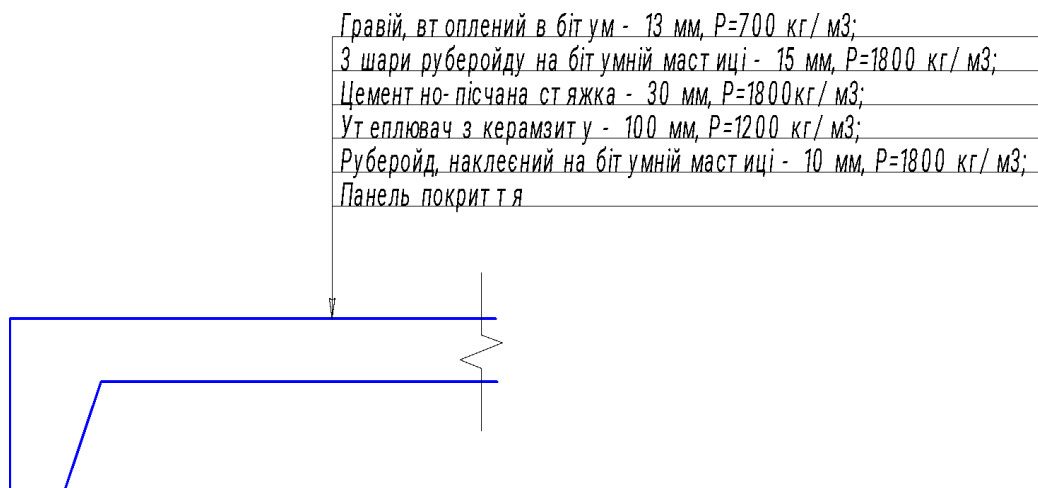 Гравій, втоплений в бітум - 13 мм, P=700 кг/м3;
3 шари руберойду на бітумній мастиці - 15 мм, P=1800 кг/м3;
Цементно-пісчана стяжка - 30 мм, P=1800кг/м3;
Утеплювач з керамзиту - 100 мм, P=1200 кг/м3;
Руберойд, наклеєний на бітумній мастиці - 10 мм, P=1800 кг/м3;
Панель покриття